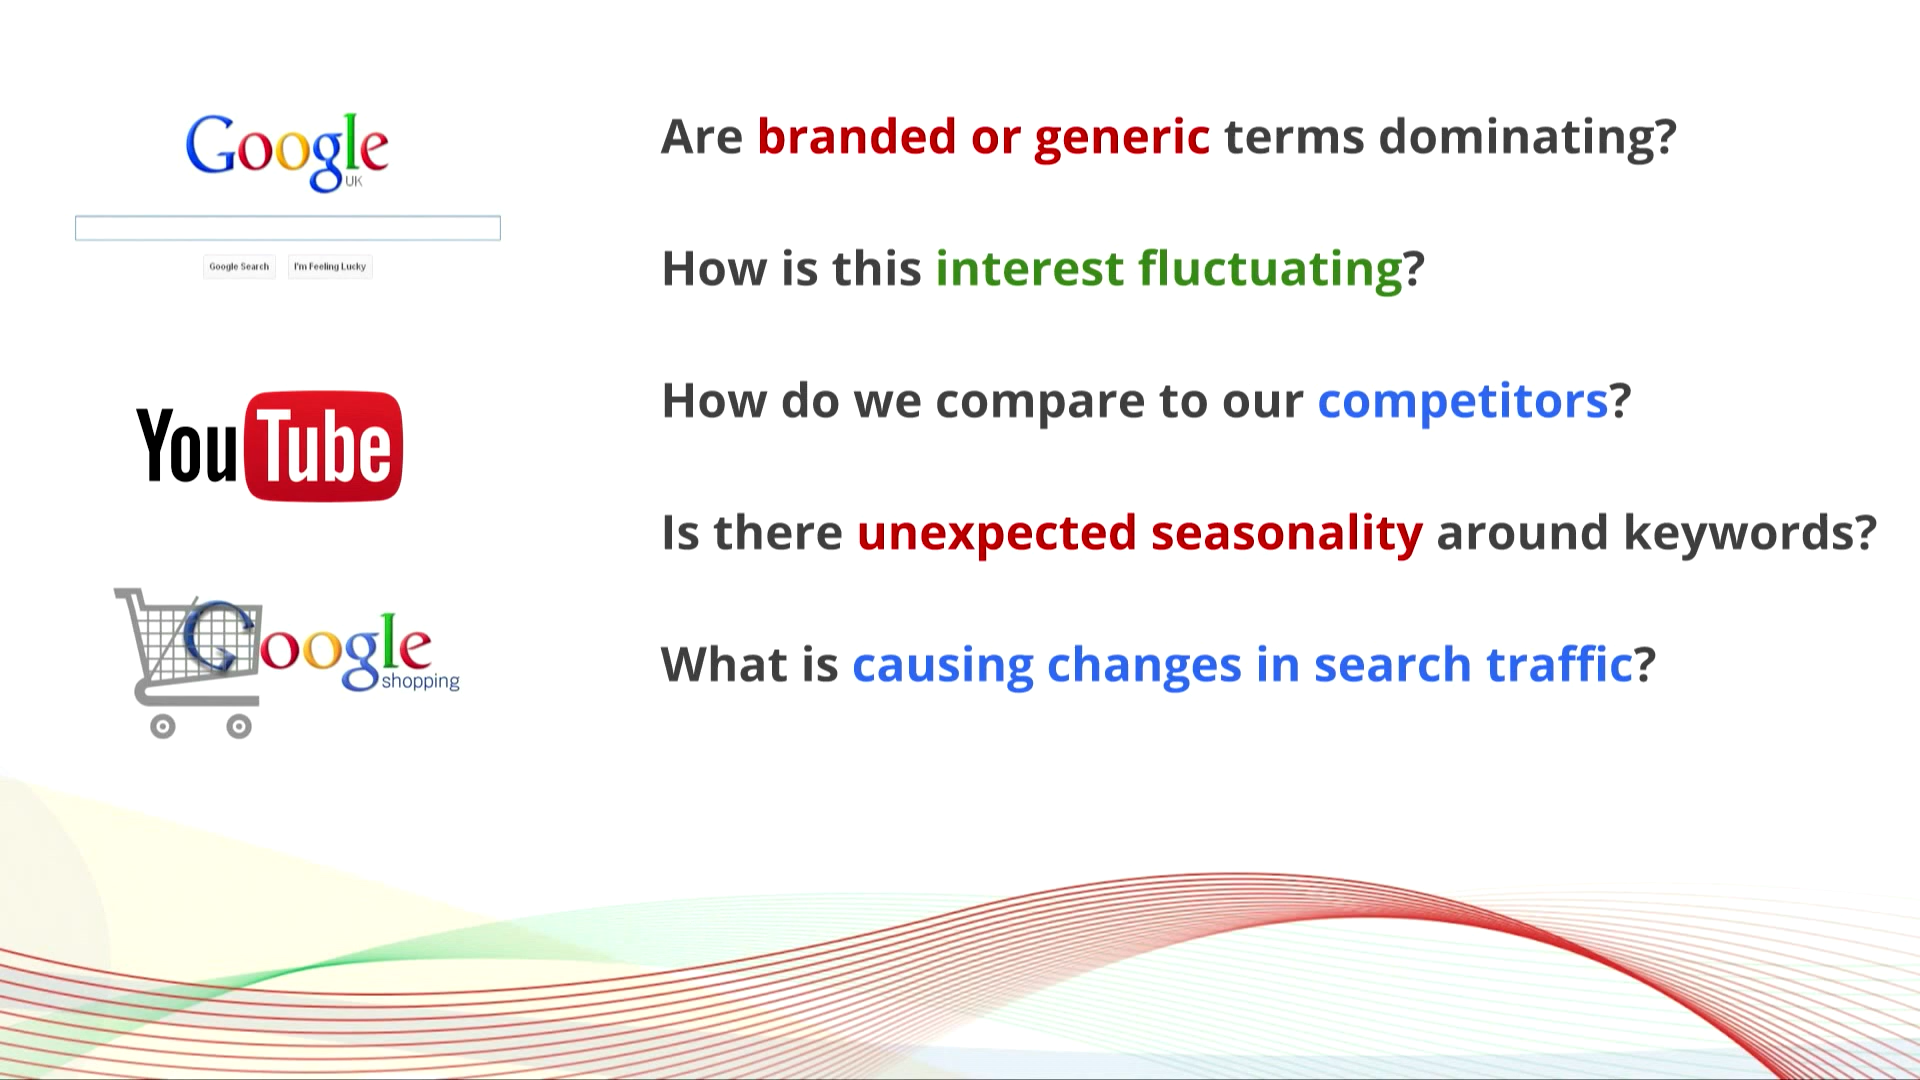 Google
UK
Google Search
I'm Feeling Lucky
YouTube
Google
shopping
Are branded or generic terms dominating?
How is this interest fluctuating?
How do we compare to our competitors?
Is there unexpected seasonality around keywords?
What is causing changes in search traffic?